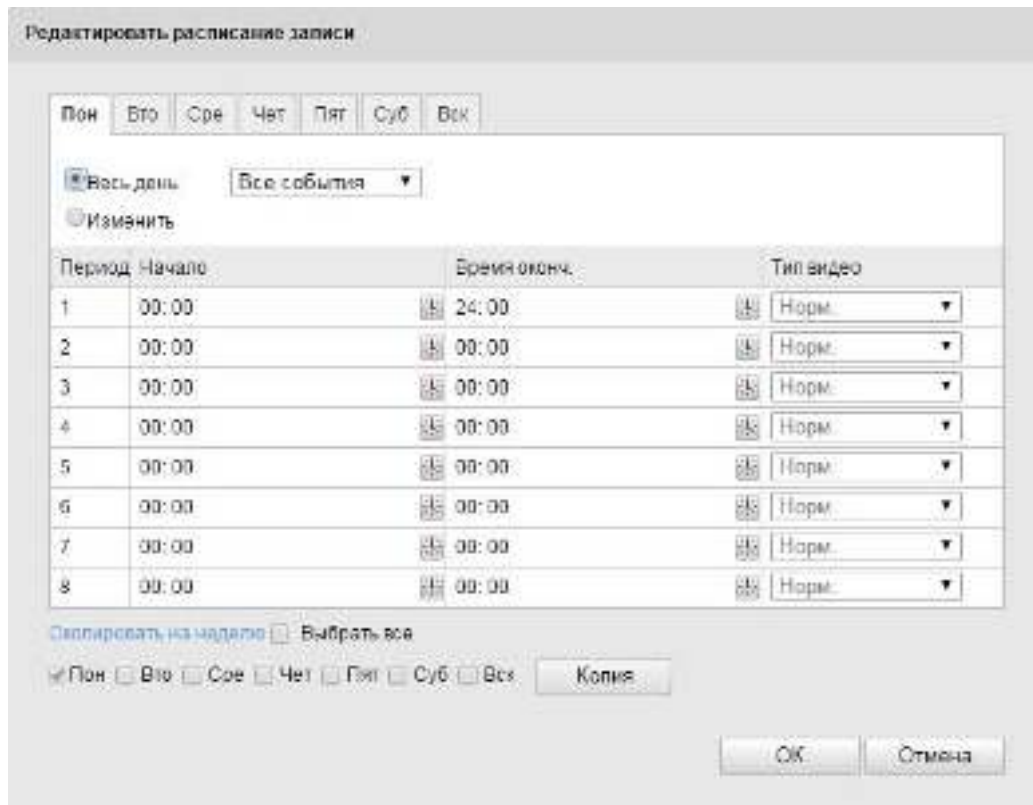 Редактировать расписание записи
Пон Вто Сре Чет Пят Суб Вск
Весь день Все события
Изменить
Период Начало Время оконч. Тип видео
1 00:00 24:00 Норм.
2 00:00 00:00 Норм.
3 00:00 00:00 Норм.
4 00:00 00:00 Норм.
5 00:00 00:00 Норм.
6 00:00 00:00 Норм.
7 00:00 00:00 Норм.
8 00:00 00:00 Норм.
Скопировать на неделю Выбрать все
Пон Вто Сре Чет Пят Суб Вск Копия
ОК Отмена